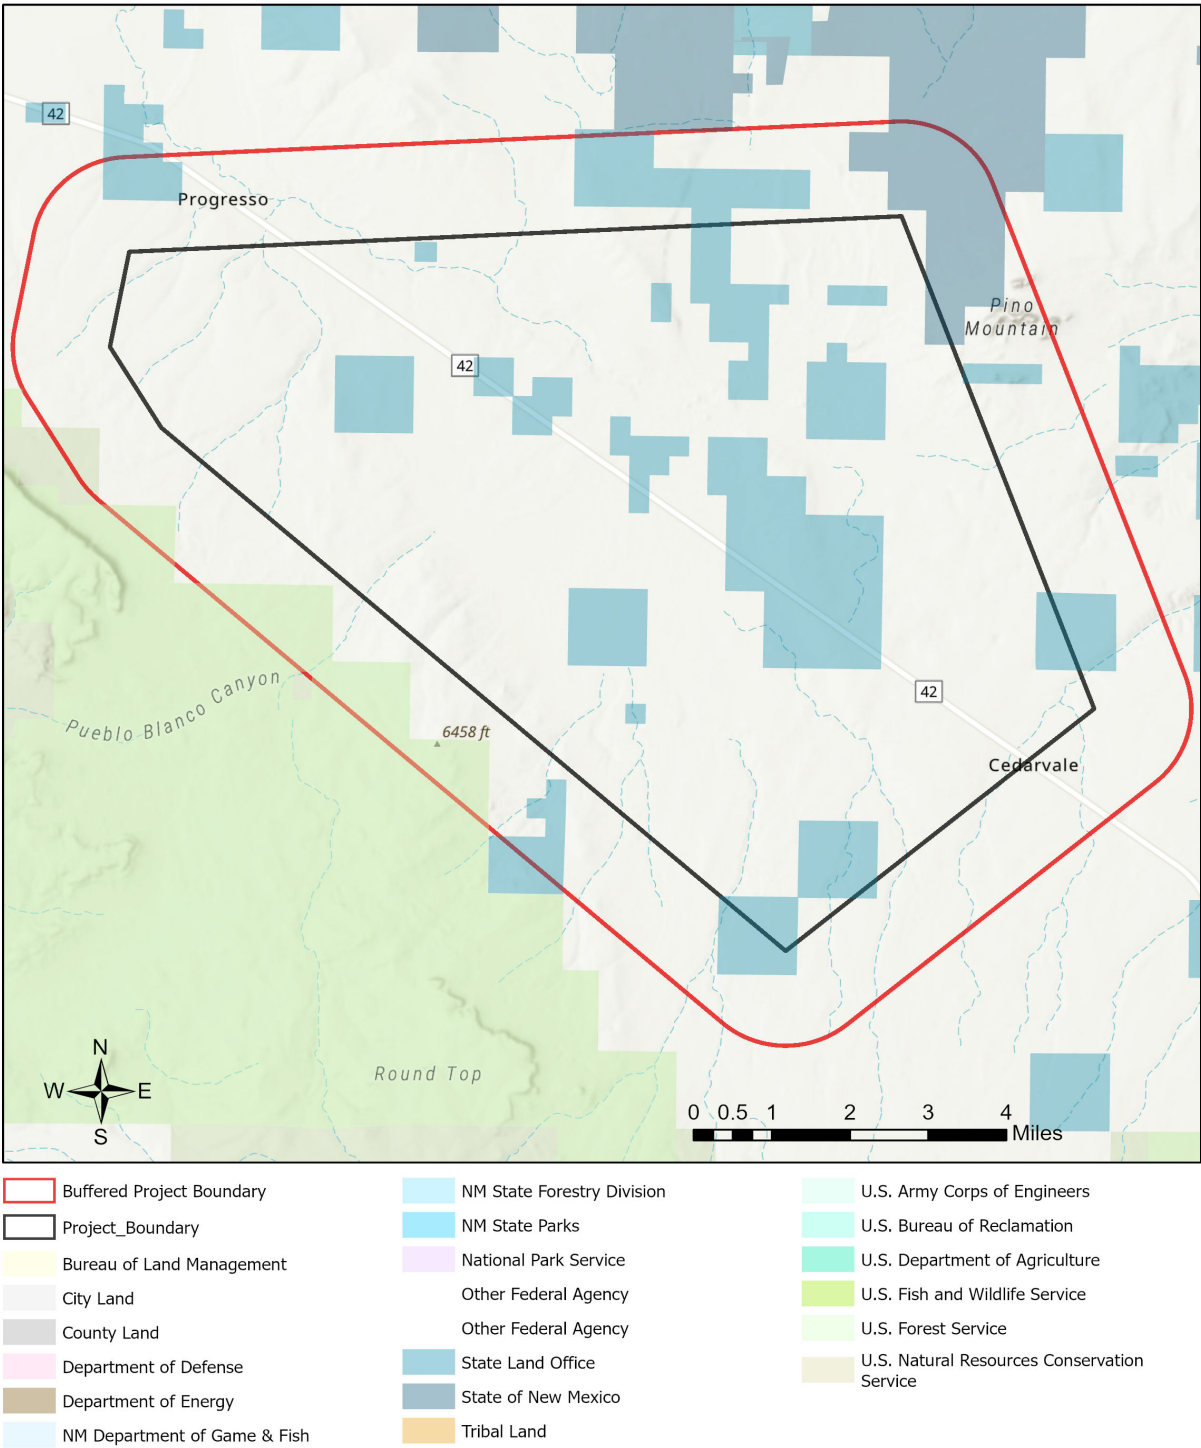 42
Progresso
Pino
Mountain
42
42
Pueblo Blanco Canyon
6458 ft
Cedarvale
Round Top
N
W E
S
0 0.5 1 2 3 4
Miles
Buffered Project Boundary
Project_Boundary
Bureau of Land Management
City Land
County Land
Department of Defense
Department of Energy
NM Department of Game & Fish
NM State Forestry Division
NM State Parks
National Park Service
Other Federal Agency
Other Federal Agency
State Land Office
State of New Mexico
Tribal Land
U.S. Army Corps of Engineers
U.S. Bureau of Reclamation
U.S. Department of Agriculture
U.S. Fish and Wildlife Service
U.S. Forest Service
U.S. Natural Resources Conservation
Service